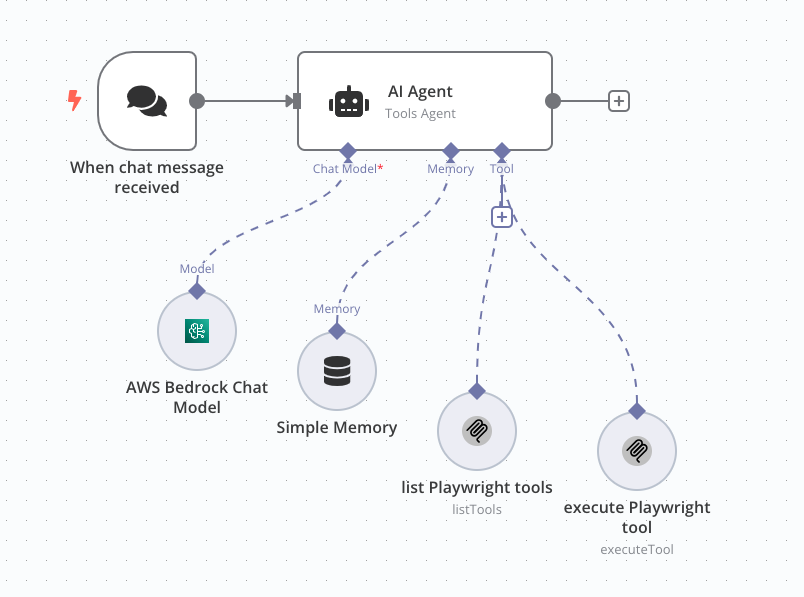 AI Agent
Tools Agent
When chat message
received
Chat Model*
Memory
Tool
Model
Memory
AWS Bedrock Chat
Model
Simple Memory
list Playwright tools
listTools
execute Playwright
tool
executeTool